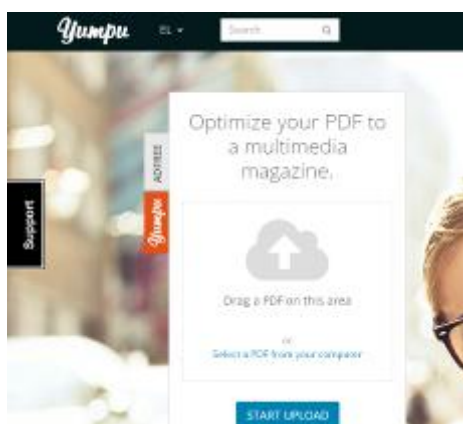 Yumpu
EL
Search
Optimize your PDF to
a multimedia
magazine.
ADFREE
Yumpu
Support
Drag a PDF on this area
or
Select a PDF from your computer
START UPLOAD